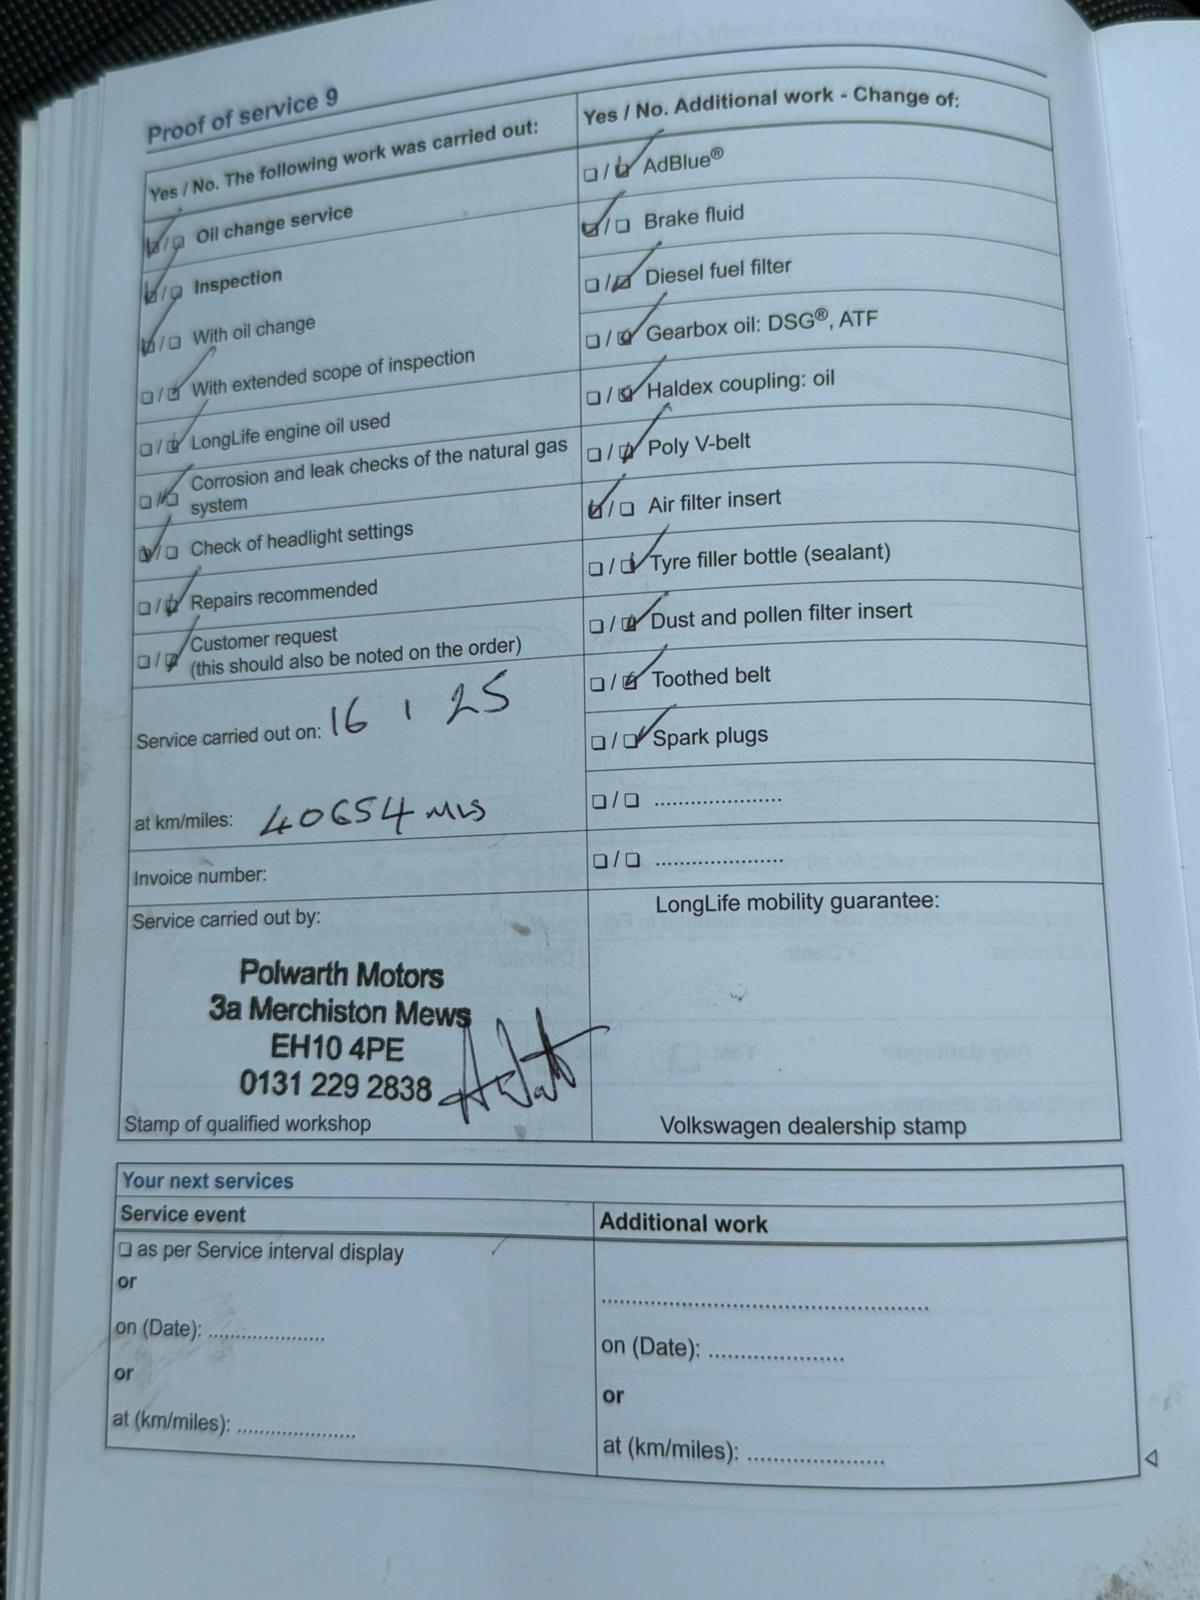 Proof of service 9
Yes / No. The following work was carried out:
☑/☐ Oil change service
☑/☐ Inspection
☑/☐ With oil change
☐/☑ With extended scope of inspection
☐/☑ LongLife engine oil used
☐/☑ Corrosion and leak checks of the natural gas
system
☑/☐ Check of headlight settings
☐/☑ Repairs recommended
☐/☑ Customer request
(this should also be noted on the order)
Service carried out on: 16 1 25
at km/miles: 40654 MLS
Invoice number:
Service carried out by:
Polwarth Motors
3a Merchiston Mews
EH10 4PE
0131 229 2838
Stamp of qualified workshop
Yes / No. Additional work - Change of:
☐/☑ AdBlue®
☑/☐ Brake fluid
☐/☑ Diesel fuel filter
☐/☑ Gearbox oil: DSG®, ATF
☐/☑ Haldex coupling: oil
☐/☑ Poly V-belt
☑/☐ Air filter insert
☐/☑ Tyre filler bottle (sealant)
☐/☑ Dust and pollen filter insert
☐/☑ Toothed belt
☐/☑ Spark plugs
☐/☐ .....................
☐/☐ .....................
LongLife mobility guarantee:
Volkswagen dealership stamp
Your next services
Service event
☐ as per Service interval display
or
on (Date): .....................
or
at (km/miles): .....................
Additional work
..........................................................
on (Date): .....................
or
at (km/miles): .....................